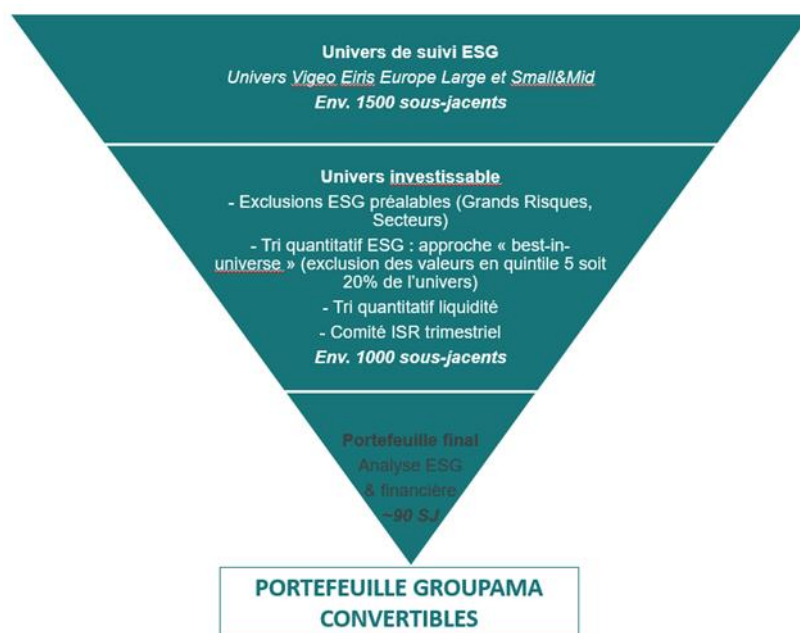 Univers de suivi ESG
Univers Vigeo Eiris Europe Large et Small&Mid
Env. 1500 sous-jacents
Univers investissable
- Exclusions ESG préalables (Grands Risques,
Secteurs)
- Tri quantitatif ESG : approche « best-in-
universe » (exclusion des valeurs en quintile 5 soit
20% de l'univers)
- Tri quantitatif liquidité
- Comité ISR trimestriel
Env. 1000 sous-jacents
Portefeuille final
Analyse ESG
& financière
~90 SJ
PORTEFEUILLE GROUPAMA
CONVERTIBLES